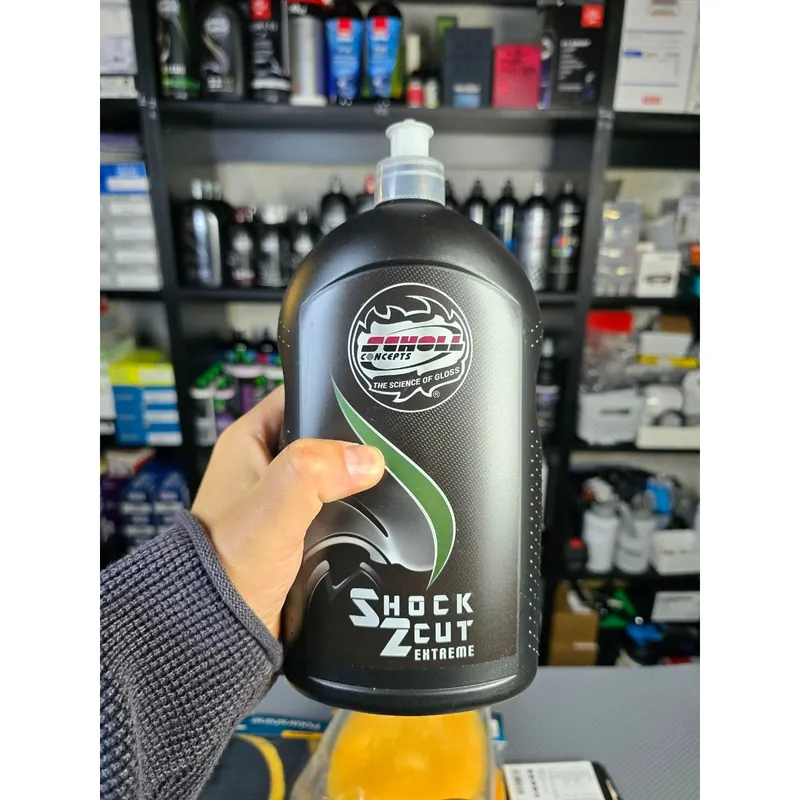 SCHOLL
CONCEPTS
THE SCIENCE OF GLOSS
®
SHOCK
2CUT
EXTREME